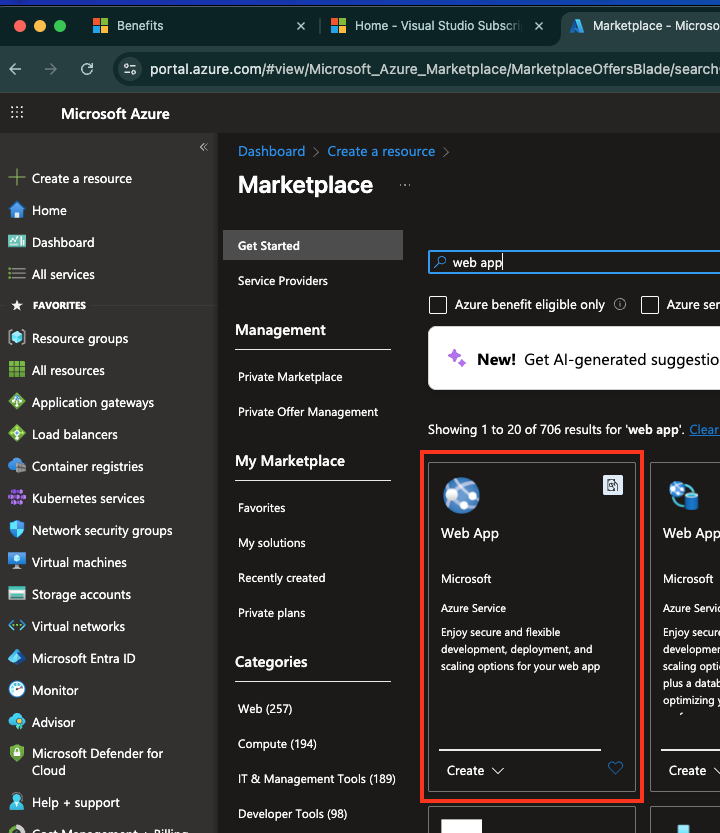 Benefits
Home - Visual Studio Subscri
Marketplace - Microso
portal.azure.com/#view/Microsoft_Azure_Marketplace/MarketplaceOffersBlade/search
Microsoft Azure
Create a resource
Home
Dashboard
All services
FAVORITES
Resource groups
All resources
Application gateways
Load balancers
Container registries
Kubernetes services
Network security groups
Virtual machines
Storage accounts
Virtual networks
Microsoft Entra ID
Monitor
Advisor
Microsoft Defender for
Cloud
Help + support
Cost Management + Billing
Dashboard > Create a resource >
Marketplace ...
Get Started
Service Providers
Management
Private Marketplace
Private Offer Management
My Marketplace
Favorites
My solutions
Recently created
Private plans
Categories
Web (257)
Compute (194)
IT & Management Tools (189)
Developer Tools (98)
web app
Azure benefit eligible only
Azure ser
New! Get AI-generated suggestio
Showing 1 to 20 of 706 results for 'web app'. Clear
Web App
Microsoft
Azure Service
Enjoy secure and flexible
development, deployment, and
scaling options for your web app
Create
Web App
Microsoft
Azure Servic
Enjoy secure
developmen
scaling optio
plus a datab
optimizing y
Create